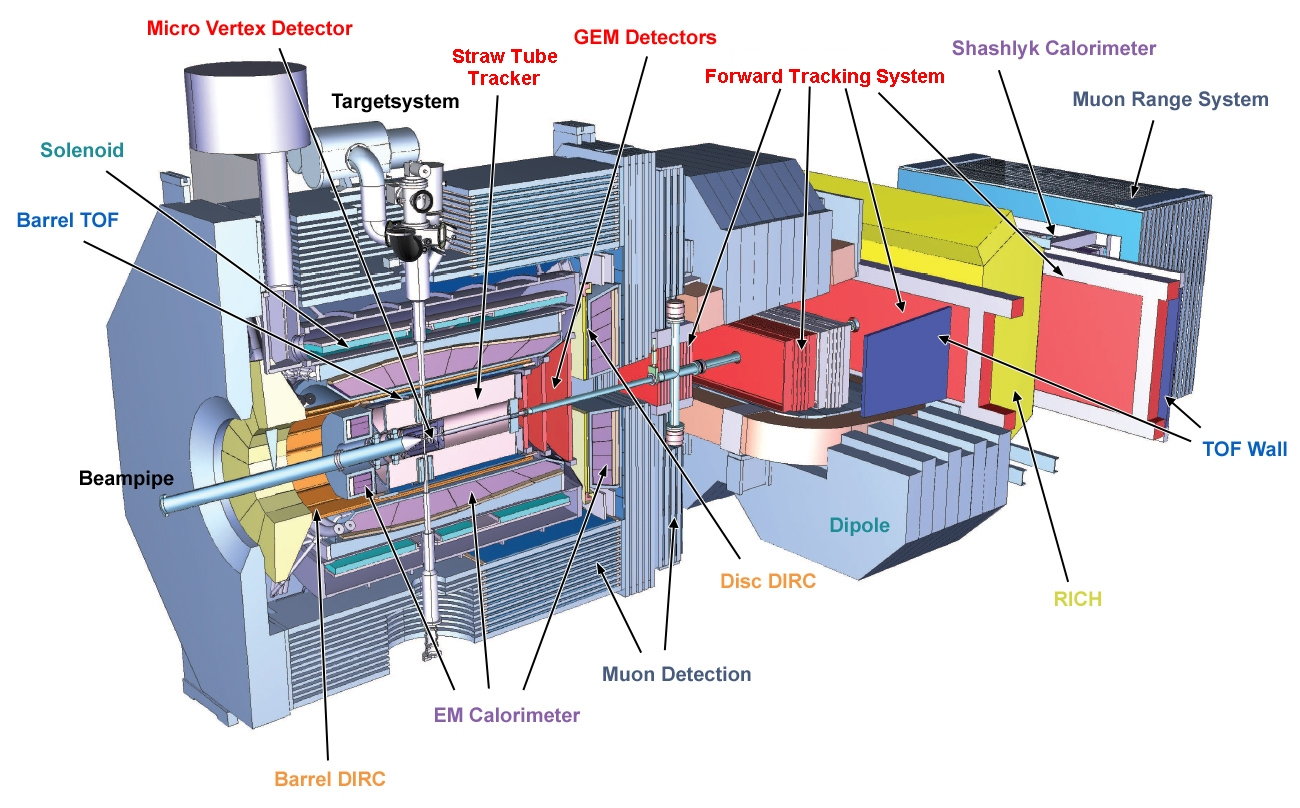 Micro Vertex Detector
Straw Tube
Tracker
GEM Detectors
Forward Tracking System
Shashlyk Calorimeter
Muon Range System
Targetsystem
Solenoid
Barrel TOF
Beampipe
TOF Wall
Dipole
Disc DIRC
RICH
Muon Detection
EM Calorimeter
Barrel DIRC